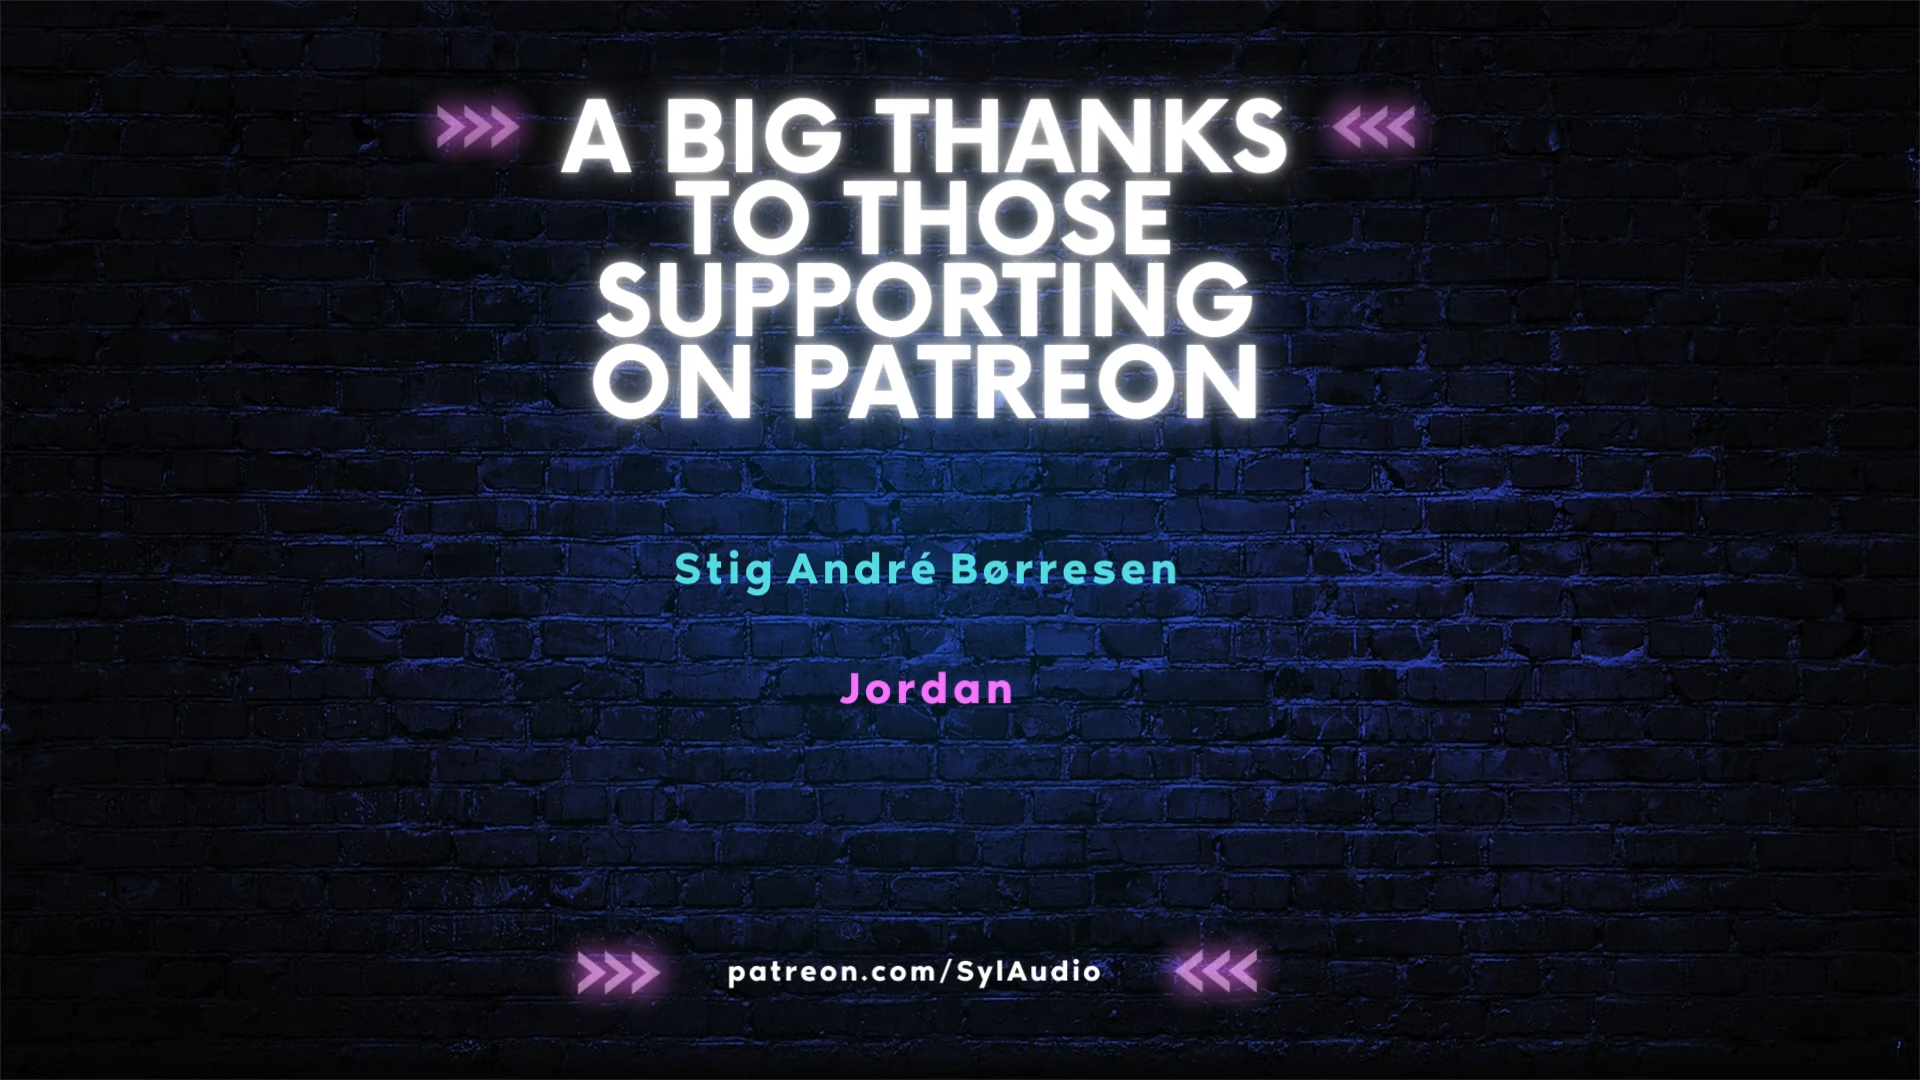 A BIG THANKS
TO THOSE
SUPPORTING
ON PATREON
Stig André Børresen
Jordan
patreon.com/SylAudio